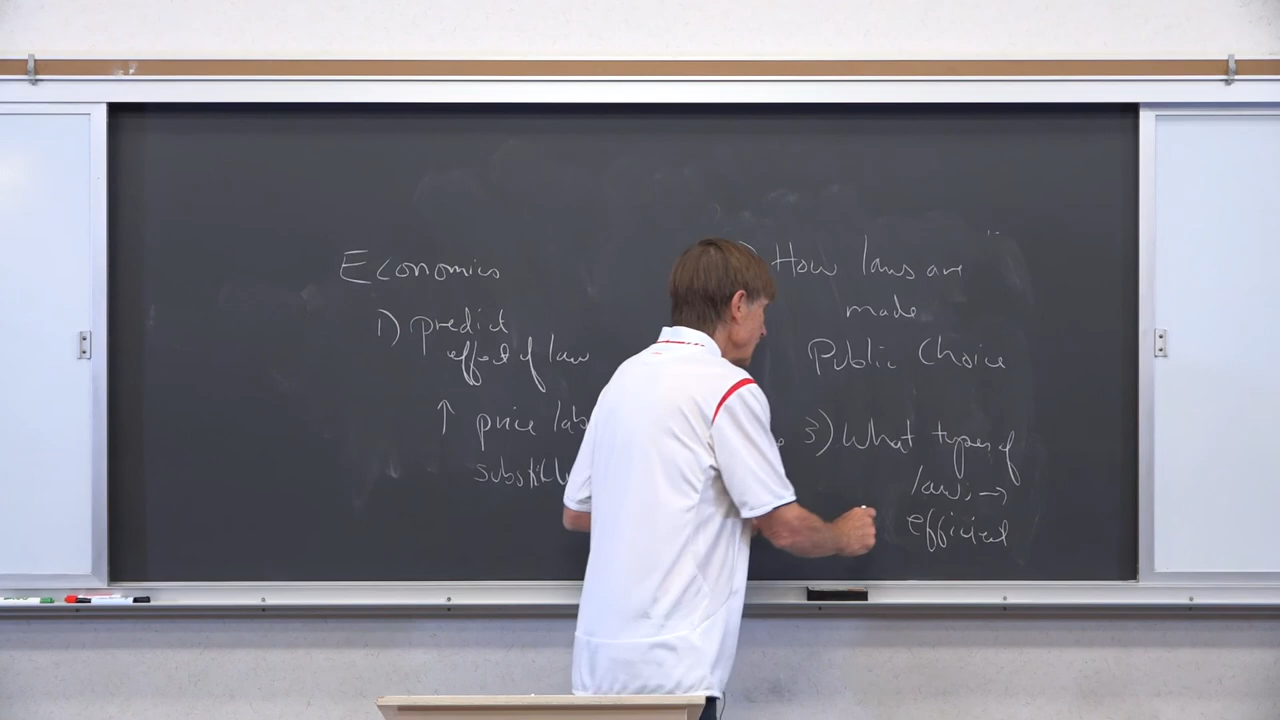 Economics
1) predict
effect of law
↑ price lab
substitu
) How laws are
made
Public Choice
3) What types of
laws →
efficient